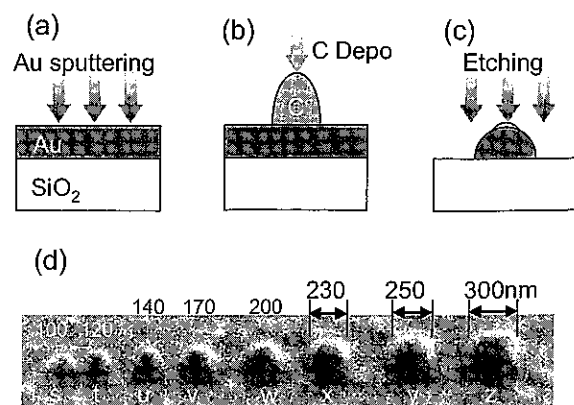 (a)
Au sputtering
Au
SiO₂
(b)
C Depo
C
(c)
Etching
(d)
100 120 140 170 200 230 250 300nm
S t u v w x y z